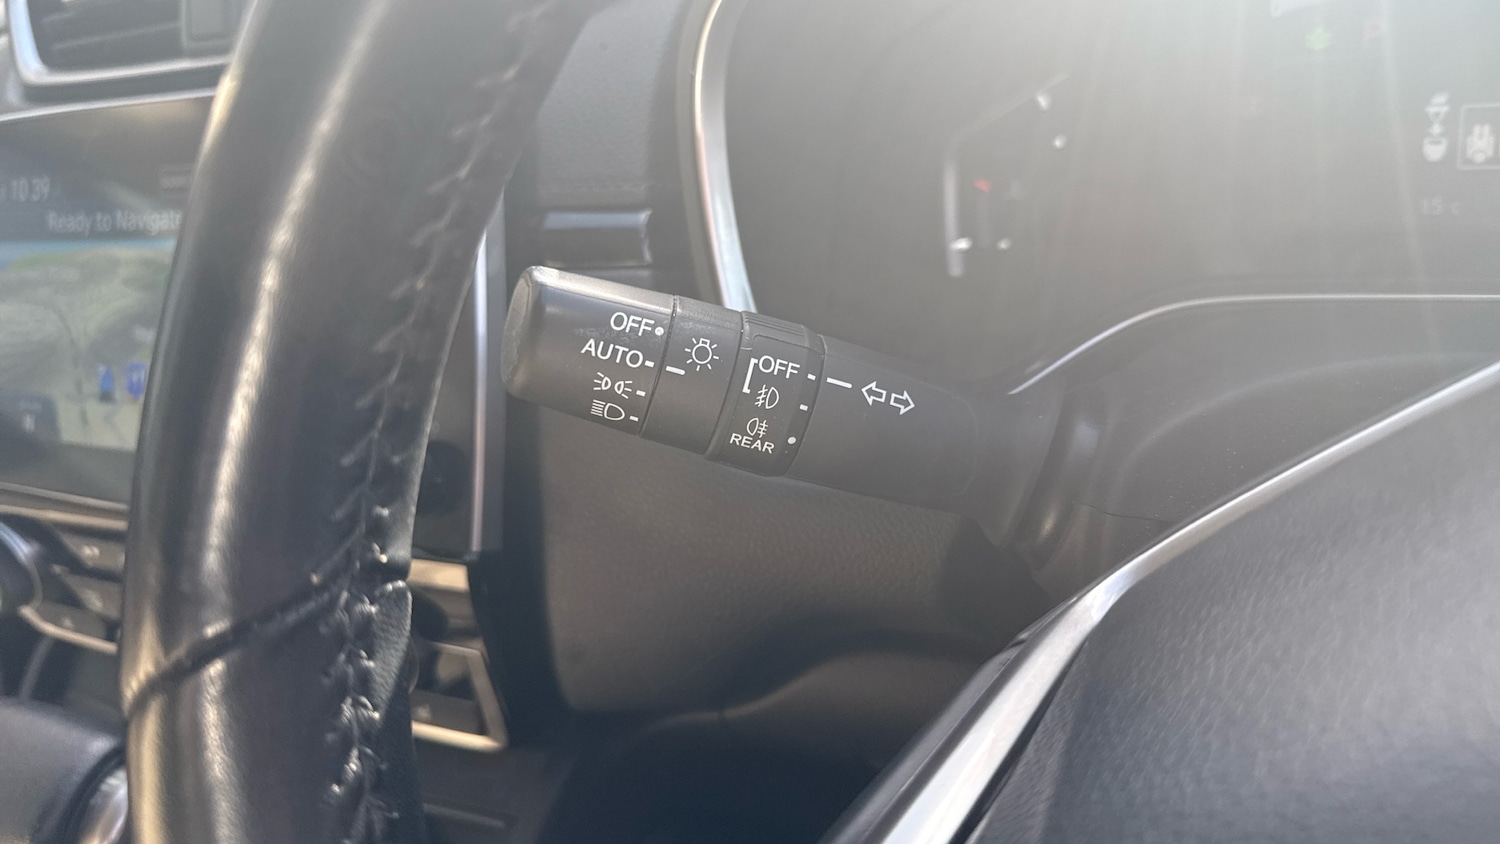 10:39
Ready to Navigate
OFF
AUTO
OFF
REAR